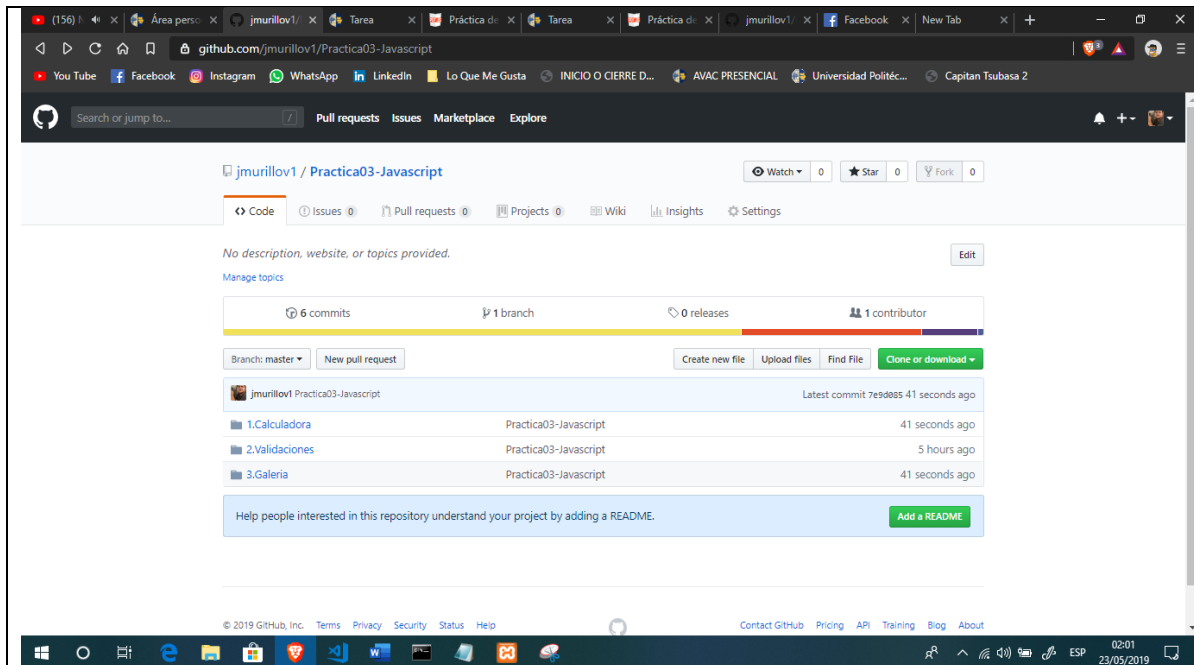 (156) N
Área perso
jmurillov1/
Tarea
Práctica de
Tarea
Práctica de
jmurillov1/
Facebook
New Tab
github.com/jmurillov1/Practica03-Javascript
3
You Tube Facebook Instagram WhatsApp LinkedIn Lo Que Me Gusta INICIO O CIERRE D... AVAC PRESENCIAL Universidad Politéc... Capitan Tsubasa 2
Search or jump to... / Pull requests Issues Marketplace Explore
jmurillov1 / Practica03-Javascript Watch 0 Star 0 Fork 0
Code Issues 0 Pull requests 0 Projects 0 Wiki Insights Settings
No description, website, or topics provided. Edit
Manage topics
6 commits 1 branch 0 releases 1 contributor
Branch: master New pull request Create new file Upload files Find File Clone or download
jmurillov1 Practica03-Javascript Latest commit 7e9d085 41 seconds ago
1.Calculadora Practica03-Javascript 41 seconds ago
2.Validaciones Practica03-Javascript 5 hours ago
3.Galeria Practica03-Javascript 41 seconds ago
Help people interested in this repository understand your project by adding a README. Add a README
© 2019 GitHub, Inc. Terms Privacy Security Status Help Contact GitHub Pricing API Training Blog About
ESP 02:01
23/05/2019